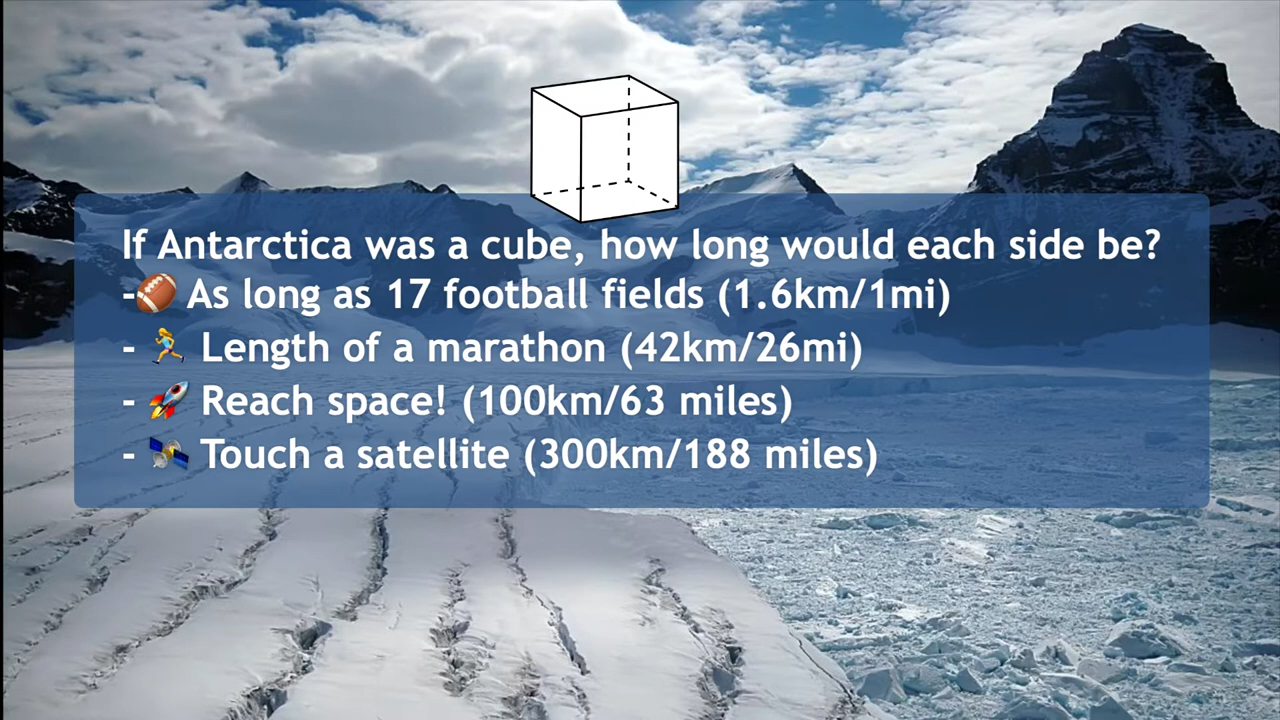 If Antarctica was a cube, how long would each side be?
-🏈 As long as 17 football fields (1.6km/1mi)
- 🏃‍♀️ Length of a marathon (42km/26mi)
- 🚀 Reach space! (100km/63 miles)
- 🛰️ Touch a satellite (300km/188 miles)